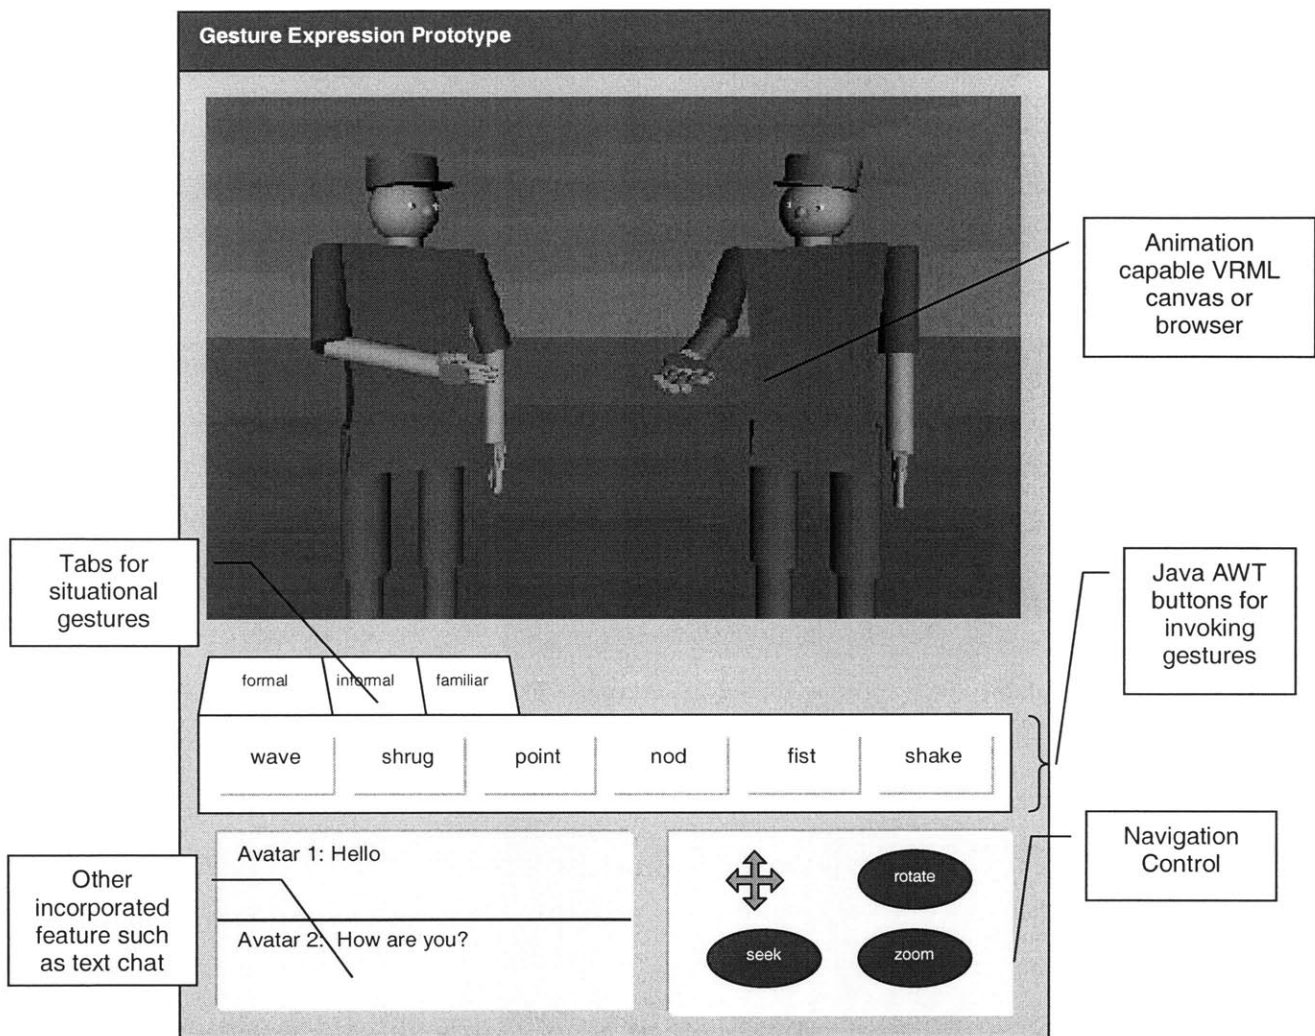 Gesture Expression Prototype
Animation
capable VRML
canvas or
browser
Tabs for
situational
gestures
Java AWT
buttons for
invoking
gestures
formal informal familiar
wave shrug point nod fist shake
Avatar 1: Hello
Avatar 2: How are you?
rotate
seek zoom
Navigation
Control
Other
incorporated
feature such
as text chat